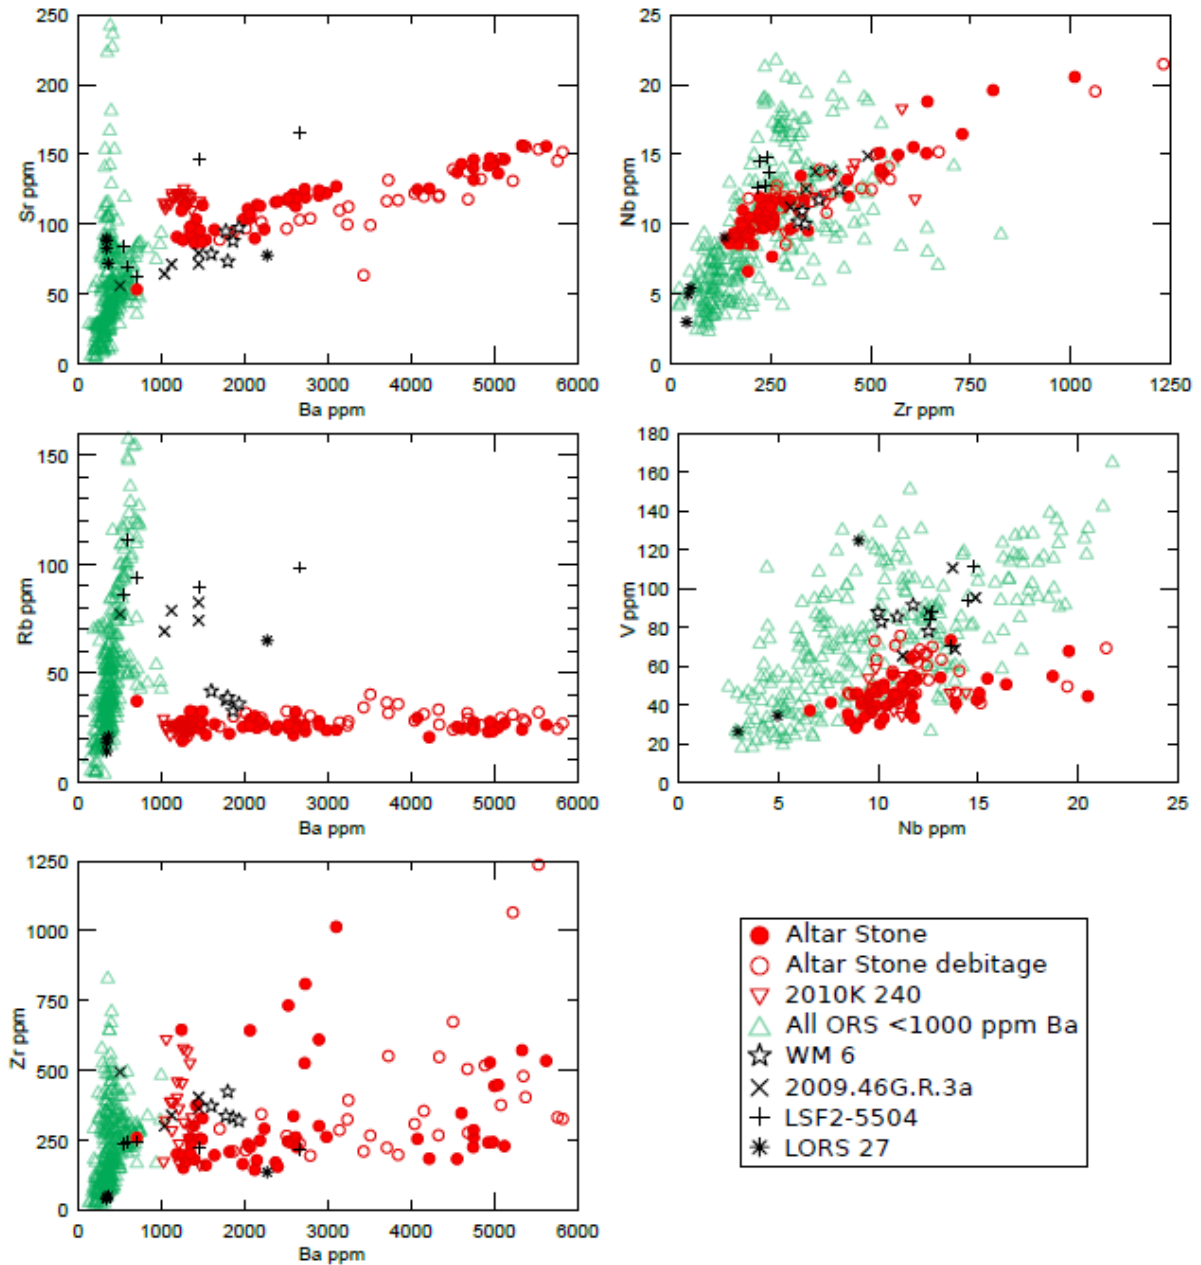 250
200
150
100
50
0
Sr ppm
0 1000 2000 3000 4000 5000 6000
Ba ppm
25
20
15
10
5
0
Nb ppm
0 250 500 750 1000 1250
Zr ppm
150
100
50
0
Rb ppm
0 1000 2000 3000 4000 5000 6000
Ba ppm
180
160
140
120
100
80
60
40
20
0
V ppm
0 5 10 15 20 25
Nb ppm
1250
1000
750
500
250
0
Zr ppm
0 1000 2000 3000 4000 5000 6000
Ba ppm
Altar Stone
Altar Stone debitage
2010K 240
All ORS <1000 ppm Ba
WM 6
2009.46G.R.3a
LSF2-5504
LORS 27